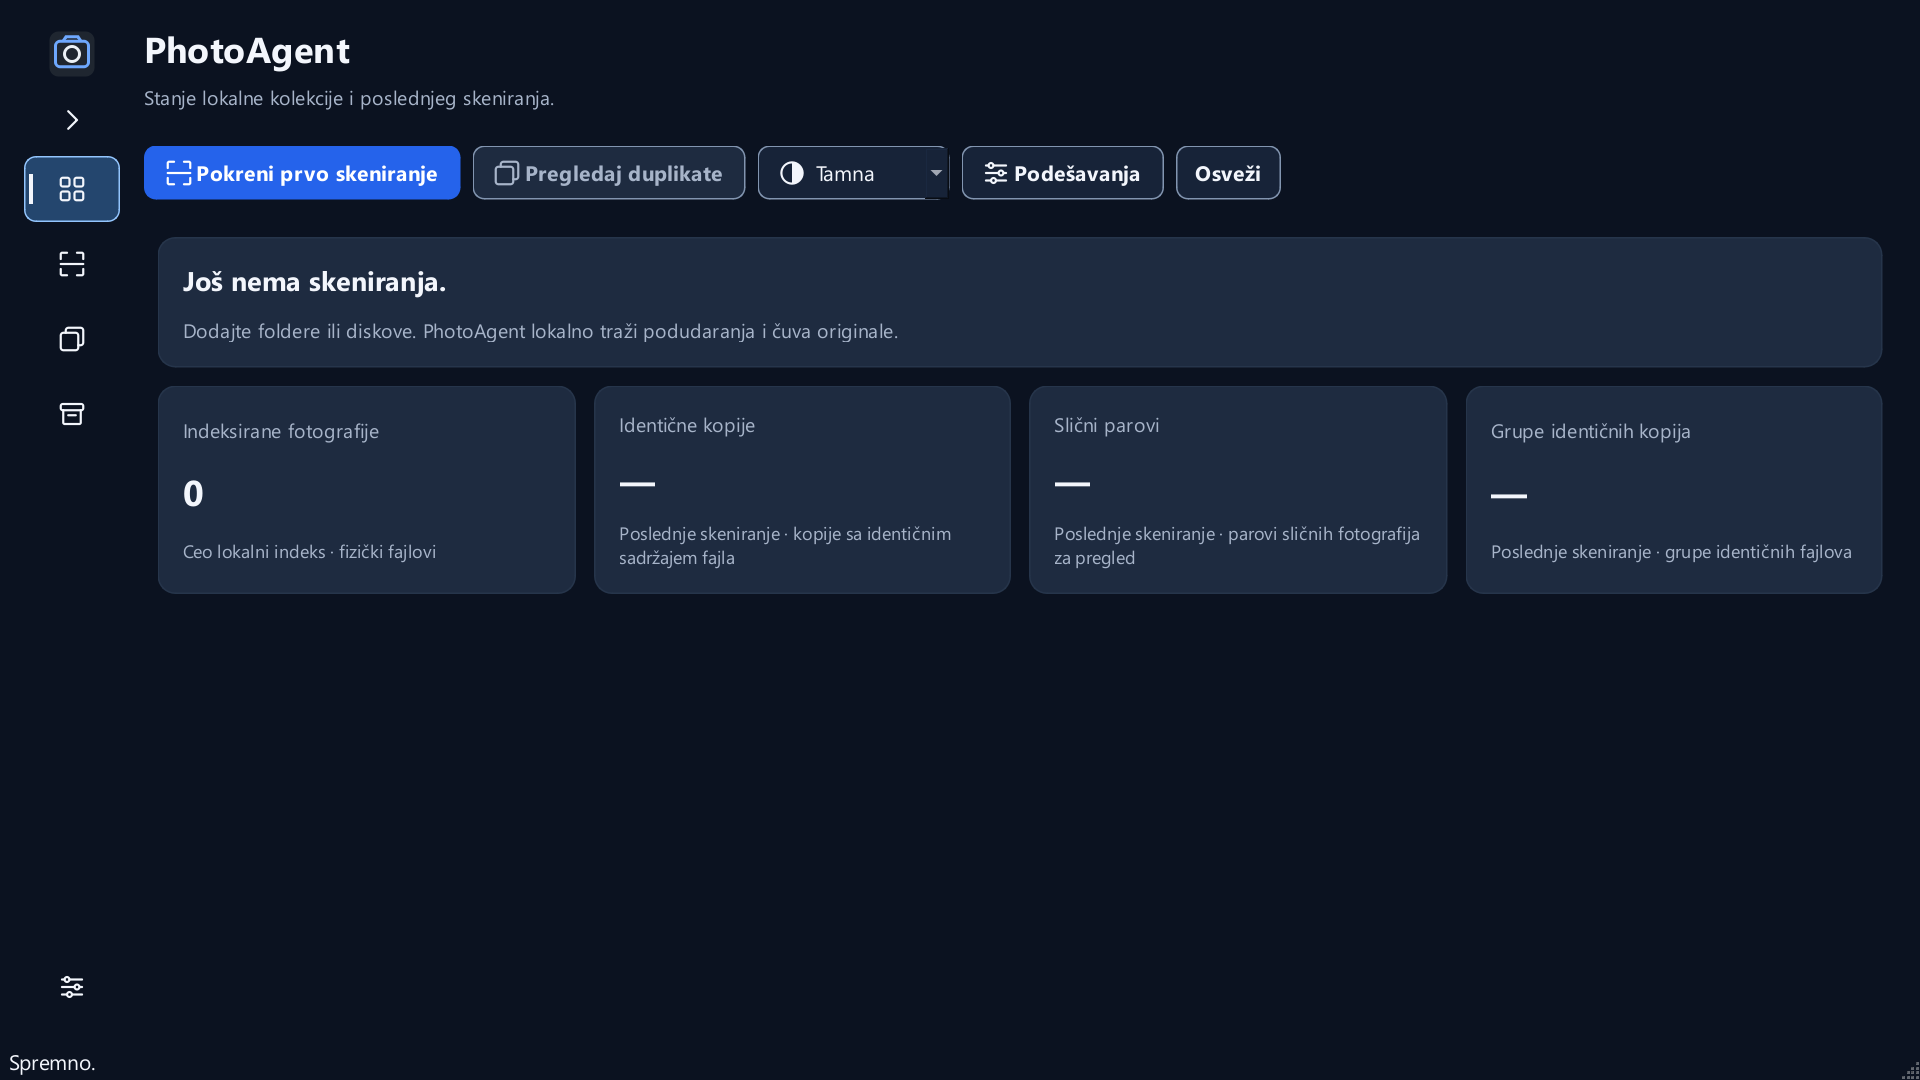 PhotoAgent
Stanje lokalne kolekcije i poslednjeg skeniranja.
Pokreni prvo skeniranje
Pregledaj duplikate
Tamna
Podešavanja
Osveži
Još nema skeniranja.
Dodajte foldere ili diskove. PhotoAgent lokalno traži podudaranja i čuva originale.
Indeksirane fotografije
0
Ceo lokalni indeks · fizički fajlovi
Identične kopije
—
Poslednje skeniranje · kopije sa identičnim
sadržajem fajla
Slični parovi
—
Poslednje skeniranje · parovi sličnih fotografija
za pregled
Grupe identičnih kopija
—
Poslednje skeniranje · grupe identičnih fajlova
Spremno.